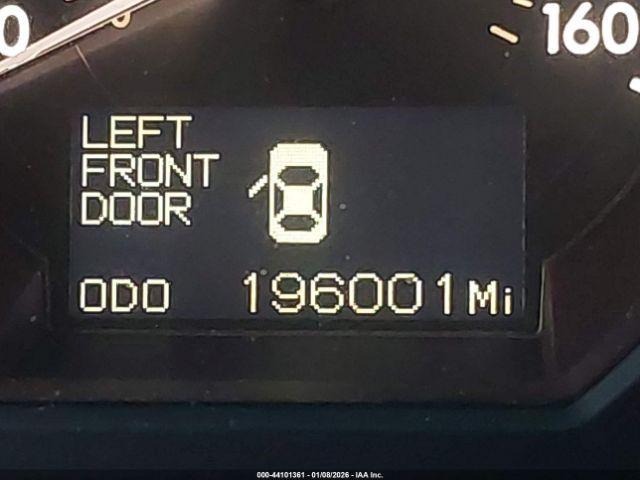 0
160
LEFT
FRONT
DOOR
ODO 196001 Mi
000-44101361 - 01/08/2026 - IAA Inc.